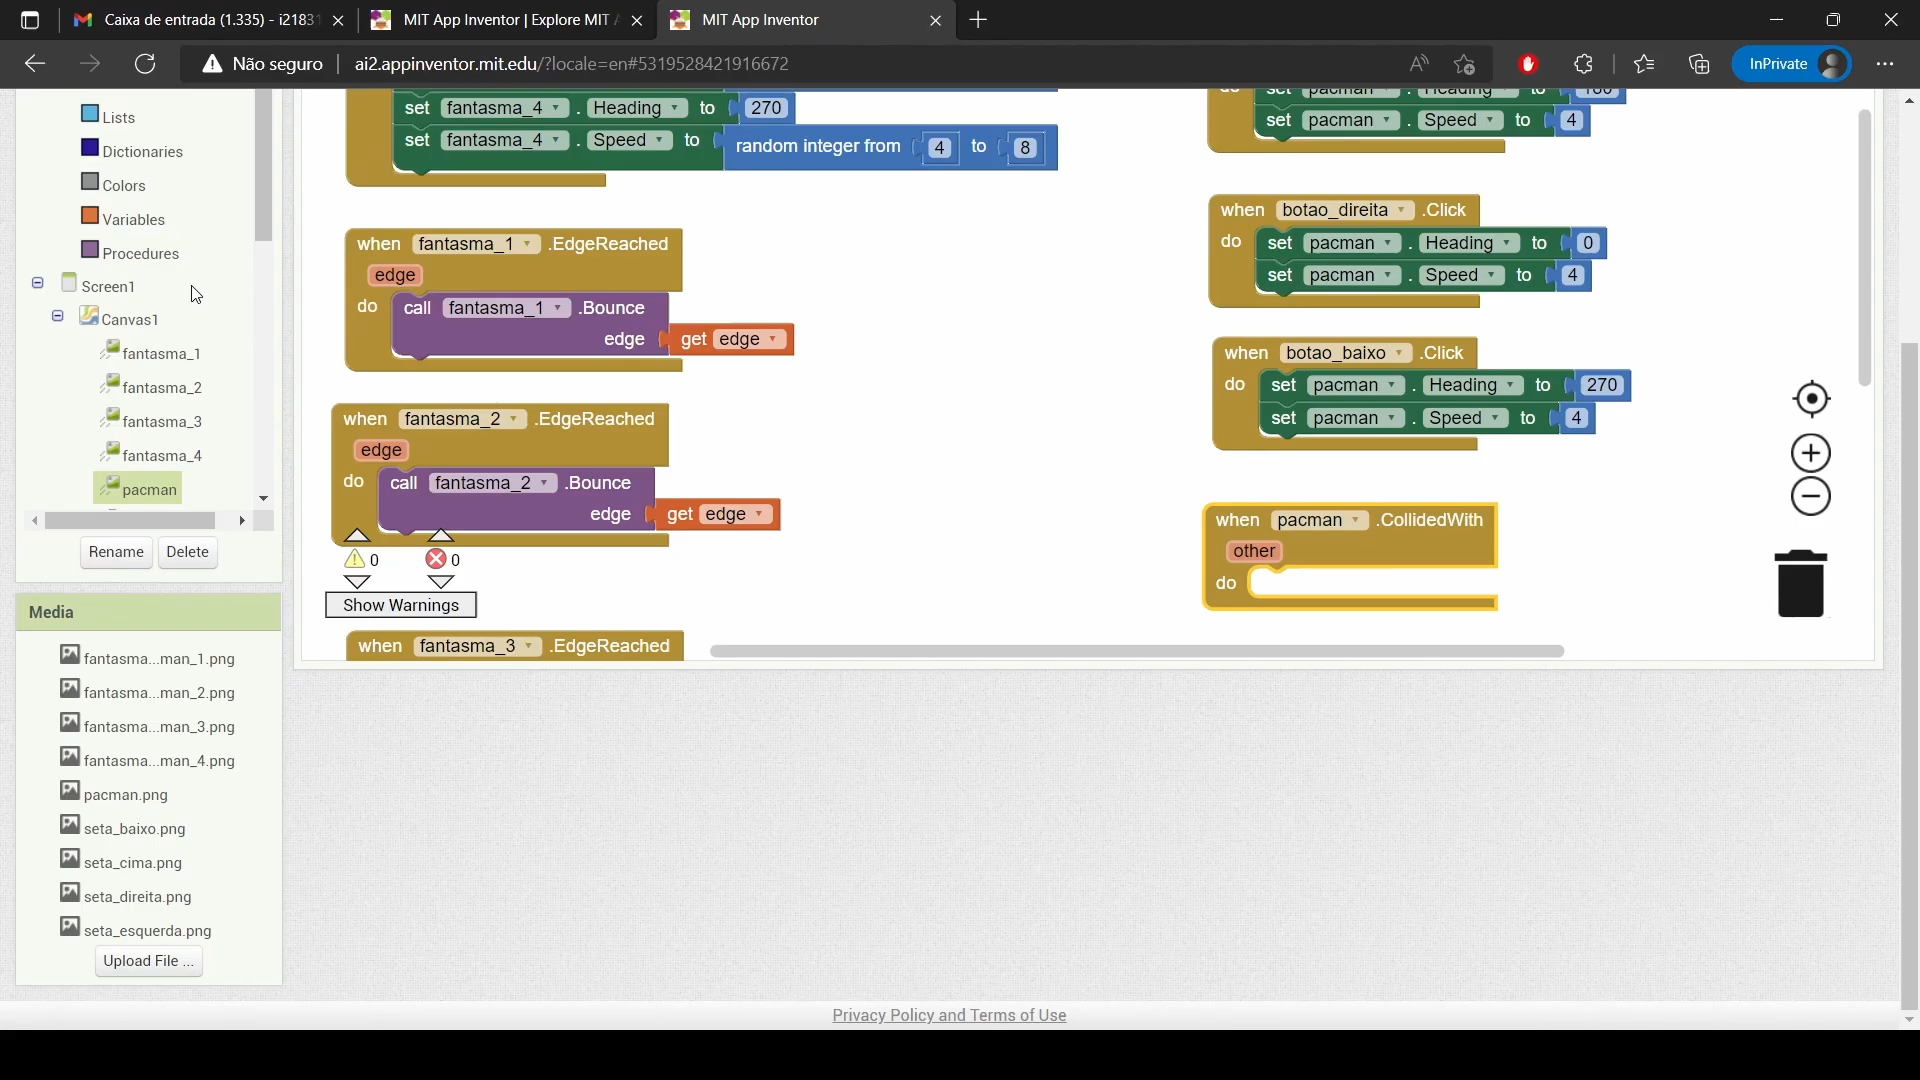 Caixa de entrada (1.335) - i2183
MIT App Inventor | Explore MIT
MIT App Inventor
Não seguro
ai2.appinventor.mit.edu/?locale=en#5319528421916672
InPrivate
Lists
Dictionaries
Colors
Variables
Procedures
Screen1
Canvas1
fantasma_1
fantasma_2
fantasma_3
fantasma_4
pacman
Rename
Delete
Media
fantasma...man_1.png
fantasma...man_2.png
fantasma...man_3.png
fantasma...man_4.png
pacman.png
seta_baixo.png
seta_cima.png
seta_direita.png
seta_esquerda.png
Upload File ...
set fantasma_4 . Heading to 270
set fantasma_4 . Speed to random integer from 4 to 8
when fantasma_1 .EdgeReached
edge
do call fantasma_1 .Bounce
edge get edge
when fantasma_2 .EdgeReached
edge
do call fantasma_2 .Bounce
edge get edge
0 0
Show Warnings
when fantasma_3 .EdgeReached
do set pacman . Heading to 180
set pacman . Speed to 4
when botao_direita .Click
do set pacman . Heading to 0
set pacman . Speed to 4
when botao_baixo .Click
do set pacman . Heading to 270
set pacman . Speed to 4
when pacman .CollidedWith
other
do
Privacy Policy and Terms of Use